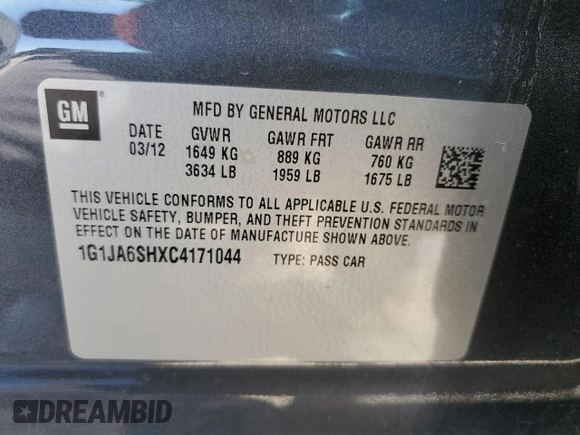 GM
®
MFD BY GENERAL MOTORS LLC
DATE GVWR GAWR FRT GAWR RR
03/12 1649 KG 889 KG 760 KG
3634 LB 1959 LB 1675 LB
THIS VEHICLE CONFORMS TO ALL APPLICABLE U.S. FEDERAL MOTOR
VEHICLE SAFETY, BUMPER, AND THEFT PREVENTION STANDARDS IN
EFFECT ON THE DATE OF MANUFACTURE SHOWN ABOVE.
1G1JA6SHXC4171044 TYPE: PASS CAR
DREAMBID